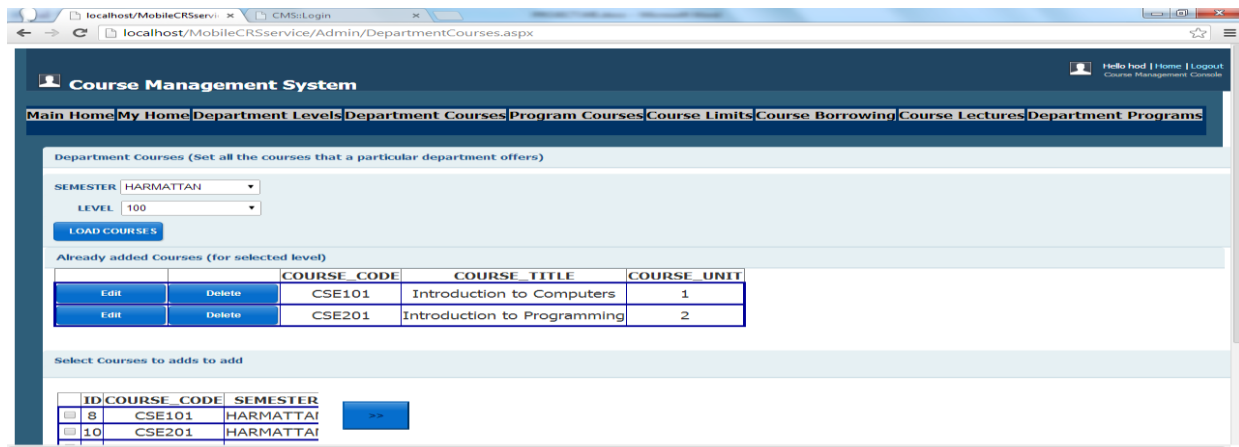 localhost/MobileCRSservi
CMS::Login
localhost/MobileCRSservice/Admin/DepartmentCourses.aspx
Hello hod | Home | Logout
Course Management Console
Course Management System
Main Home My Home Department Levels Department Courses Program Courses Course Limits Course Borrowing Course Lectures Department Programs
Department Courses (Set all the courses that a particular department offers)
SEMESTER HARMATTAN
LEVEL 100
LOAD COURSES
Already added Courses (for selected level)
COURSE_CODE COURSE_TITLE COURSE_UNIT
Edit Delete CSE101 Introduction to Computers 1
Edit Delete CSE201 Introduction to Programming 2
Select Courses to adds to add
ID COURSE_CODE SEMESTER
8 CSE101 HARMATTAN
>>
10 CSE201 HARMATTAN